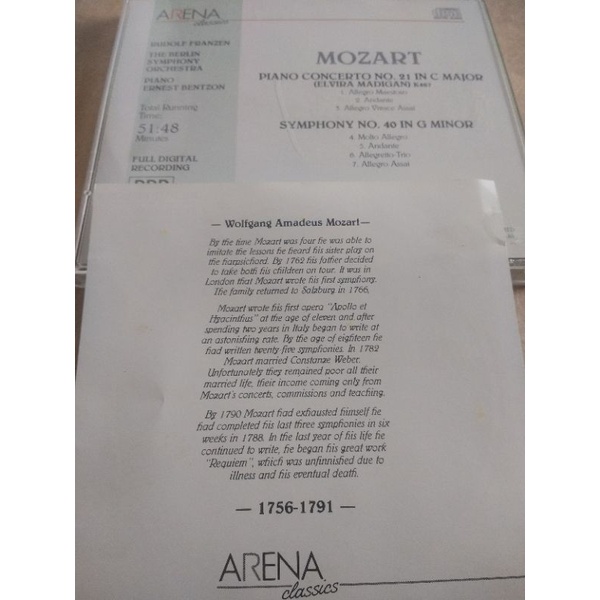 ARENA
classics
RUDOLF FRANZEN
THE BERLIN
SYMPHONY
ORCHESTRA
PIANO
ERNEST BENTZON
Total Running
Time:
51:48
Minutes
FULL DIGITAL
RECORDING
DDD
MOZART
PIANO CONCERTO NO. 21 IN C MAJOR
(ELVIRA MADIGAN) K467
1. Allegro Maestoso
2. Andante
3. Allegro Vivace Assai
SYMPHONY NO. 40 IN G MINOR
4. Molto Allegro
5. Andante
6. Allegretto Trio
7. Allegro Assai
— Wolfgang Amadeus Mozart—
By the time Mozart was four he was able to
imitate the lessons he heard his sister play on
the harpsichord. By 1762 his father decided
to take both his children on tour. It was in
London that Mozart wrote his first symphony.
The family returned to Salzburg in 1766.
Mozart wrote his first opera "Apollo et
Hyacinthus" at the age of eleven and after
spending two years in Italy began to write at
an astonishing rate. By the age of eighteen he
had written twenty five symphonies. In 1782
Mozart married Constanze Weber.
Unfortunately they remained poor all their
married life, their income coming only from
Mozart's concerts, commissions and teaching.
By 1790 Mozart had exhausted himself he
had completed his last three symphonies in six
weeks in 1788. In the last year of his life he
continued to write, he began his great work
"Requiem", which was unfinnished due to
illness and his eventual death.
— 1756-1791 —
ARENA
classics